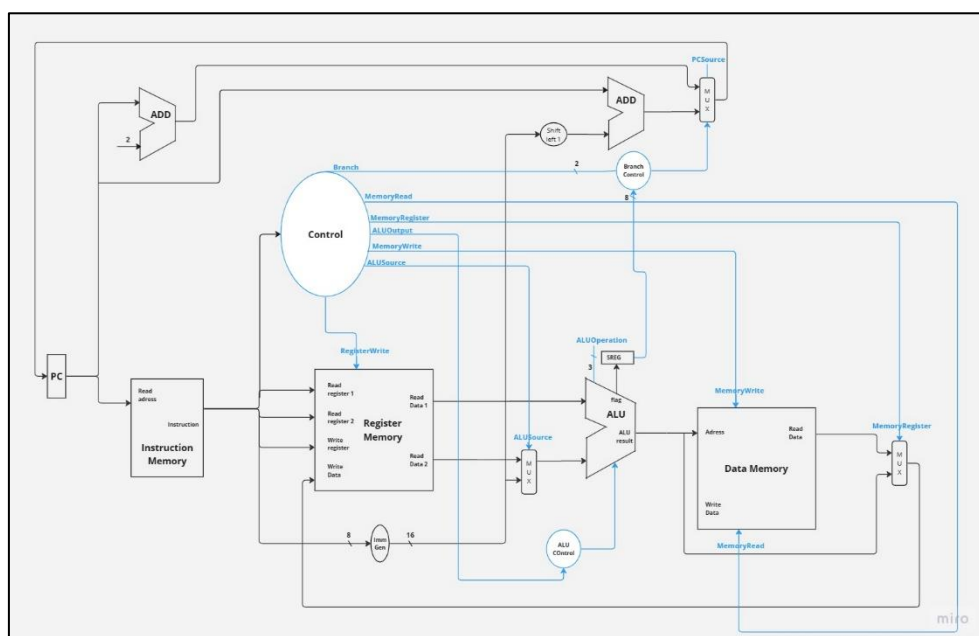 PCSource
M
U
X
ADD
2
ADD
Shift
left 1
Branch
2
Branch
Control
8
MemoryRead
MemoryRegister
ALUOutput
MemoryWrite
ALUSource
Control
RegisterWrite
ALUOperation
3
SREG
PC
Read
adress
Instruction
Instruction
Memory
Read
register 1
Read
register 2
Write
register
Write
Data
Register
Memory
Read
Data 1
Read
Data 2
ALUSource
M
U
X
flag
ALU
ALU
result
MemoryWrite
Adress
Read
Data
Data Memory
Write
Data
MemoryRead
MemoryRegister
M
U
X
8
Imm
Gen
16
ALU
COntrol
miro